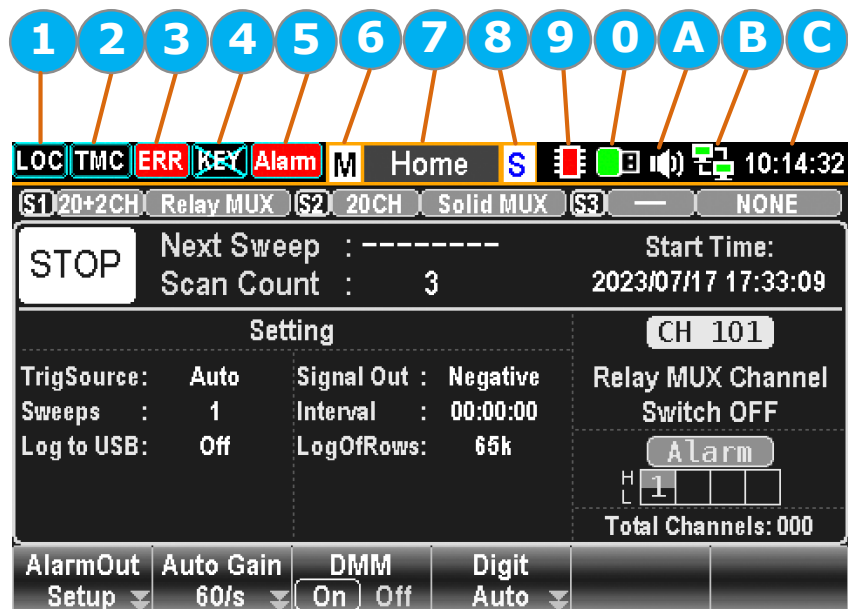 1 2 3 4 5 6 7 8 9 0 A B C
LOC TMC ERR KEY Alarm M Home S 10:14:32
S1 20+2CH Relay MUX S2 20CH Solid MUX S3 — NONE
STOP
Next Sweep : --------
Scan Count : 3
Start Time:
2023/07/17 17:33:09
Setting
TrigSource: Auto Signal Out : Negative
Sweeps : 1 Interval : 00:00:00
Log to USB: Off LogOfRows: 65k
CH 101
Relay MUX Channel
Switch OFF
Alarm
H
L
1
Total Channels: 000
AlarmOut Auto Gain DMM Digit
Setup 60/s On Off Auto